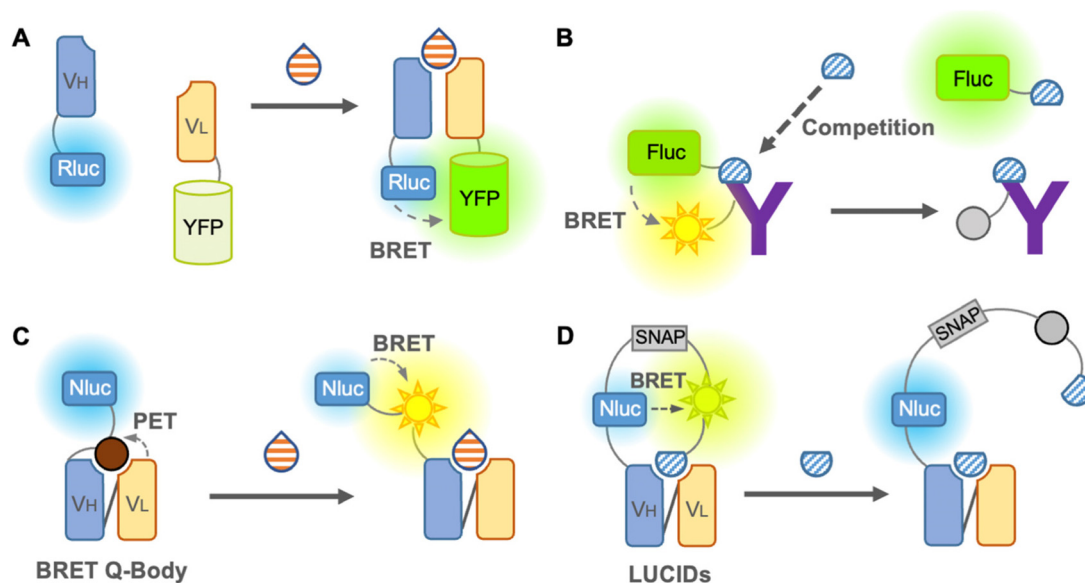 A
VH
Rluc
VL
YFP
Rluc
YFP
BRET
B
Fluc
Competition
Fluc
BRET
C
Nluc
PET
VH
VL
BRET Q-Body
BRET
Nluc
D
SNAP
BRET
Nluc
VH
VL
LUCIDs
SNAP
Nluc